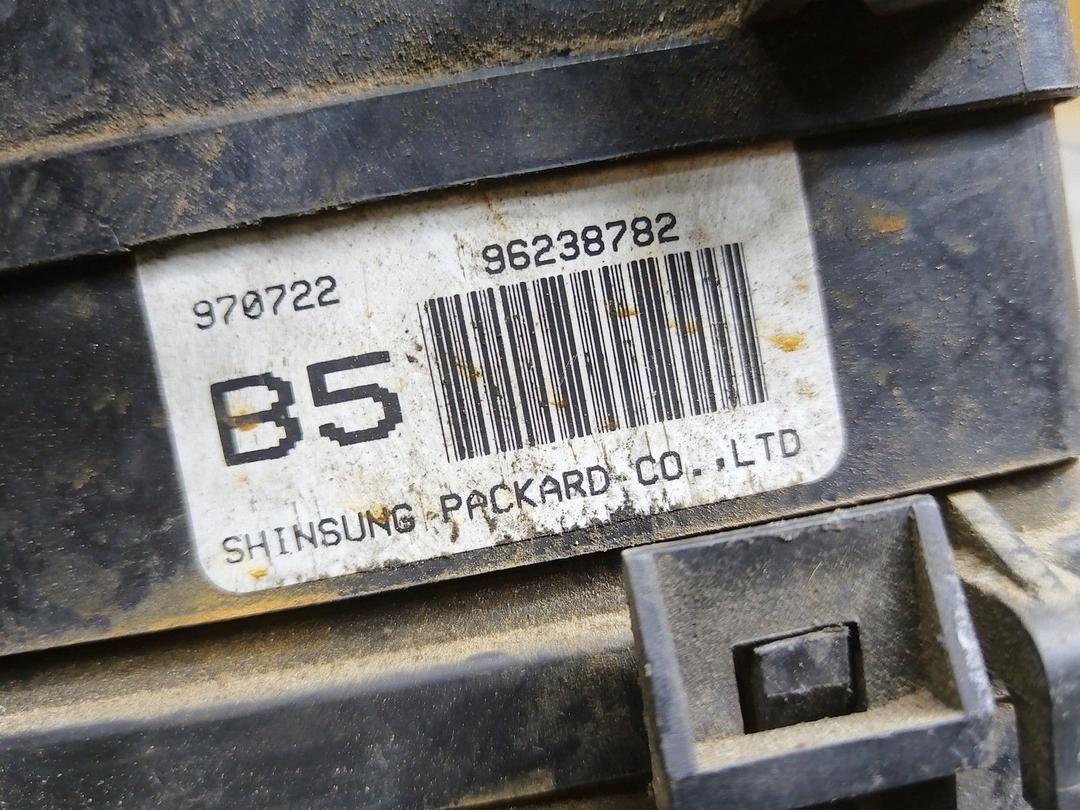 96238782
970722
B5
SHINSUNG PACKARD CO.,LTD